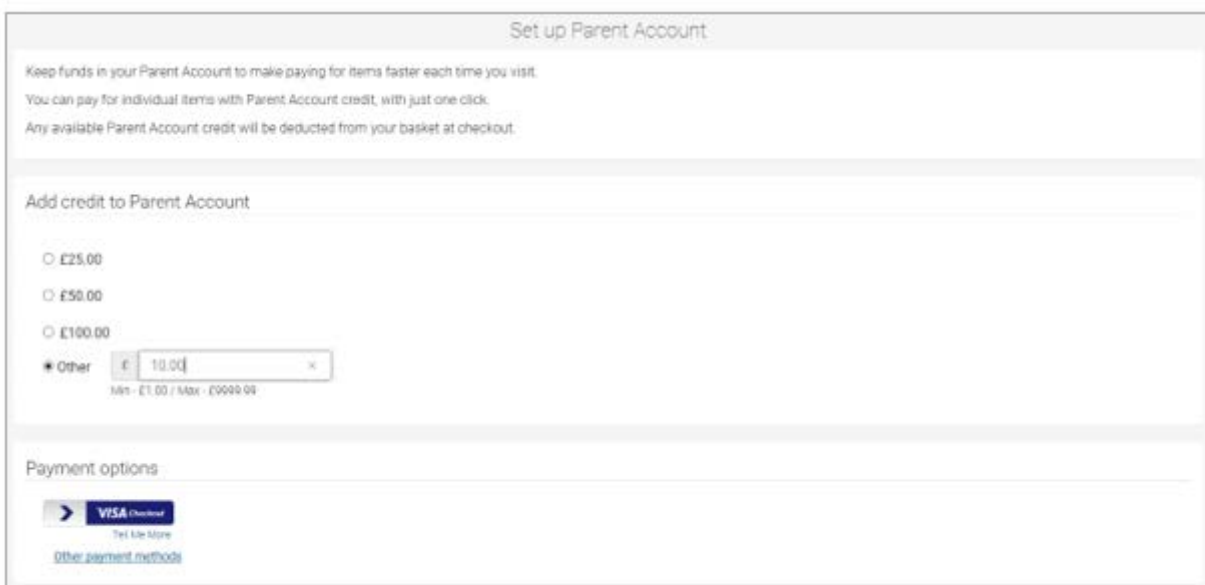 Set up Parent Account
Keep funds in your Parent Account to make paying for items faster each time you visit.
You can pay for individual items with Parent Account credit, with just one click.
Any available Parent Account credit will be deducted from your basket at checkout.
Add credit to Parent Account
£25.00
£50.00
£100.00
Other £ 10.00 ×
Min - £1.00 / Max - £9999.99
Payment options
VISA Checkout
Tell Me More
Other payment methods